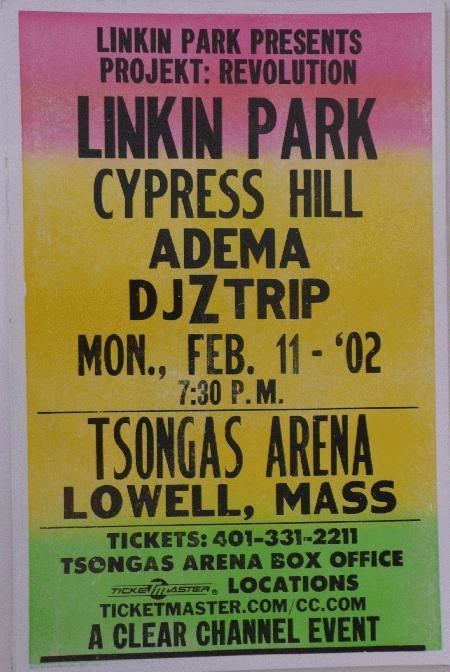 LINKIN PARK PRESENTS
PROJEKT: REVOLUTION
LINKIN PARK
CYPRESS HILL
ADEMA
DJ Z TRIP
MON., FEB. 11 - '02
7:30 P.M.
TSONGAS ARENA
LOWELL, MASS
TICKETS: 401-331-2211
TSONGAS ARENA BOX OFFICE
TICKETMASTER® LOCATIONS
TICKETMASTER.COM/CC.COM
A CLEAR CHANNEL EVENT